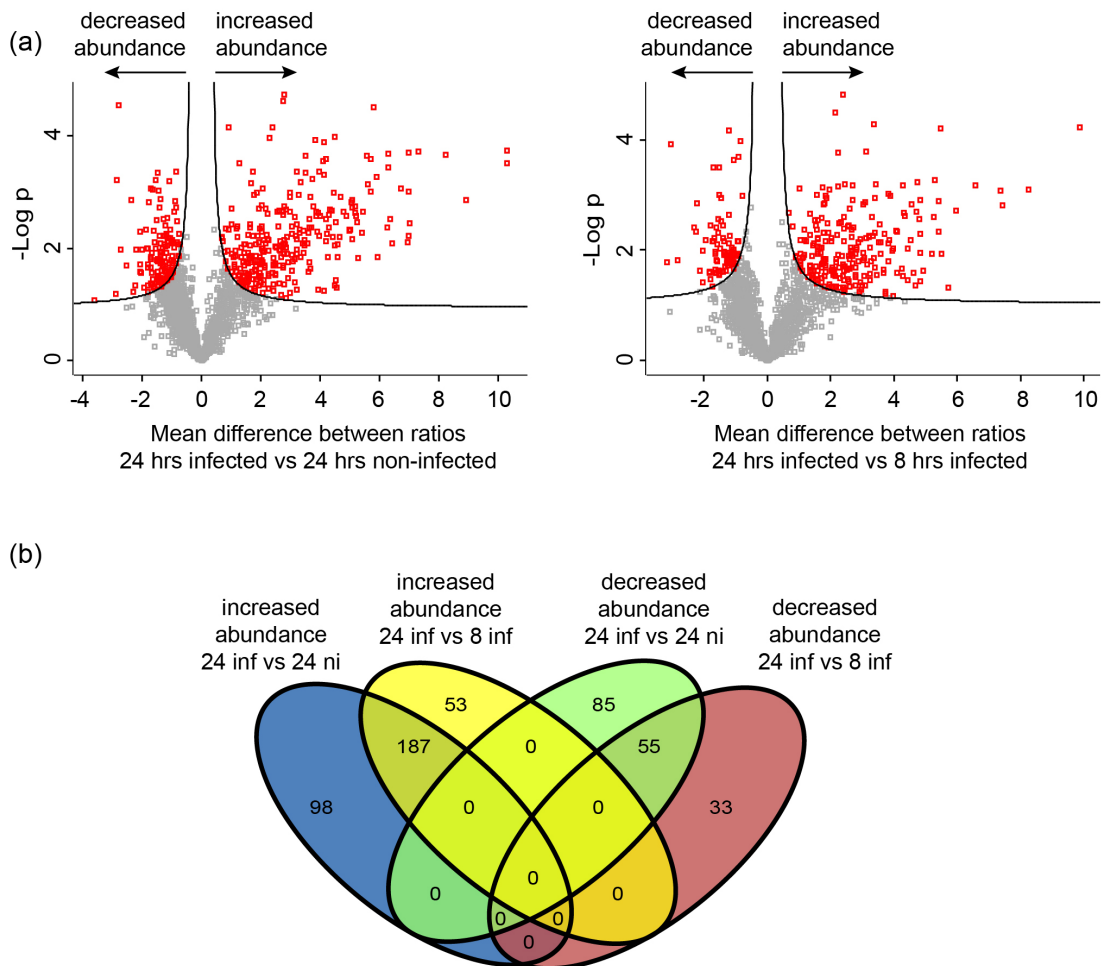 (a)
decreased abundance
increased abundance
-Log p
4
2
0
-4 -2 0 2 4 6 8 10
Mean difference between ratios
24 hrs infected vs 24 hrs non-infected
decreased abundance
increased abundance
-Log p
4
2
0
-2 0 2 4 6 8 10
Mean difference between ratios
24 hrs infected vs 8 hrs infected
(b)
increased
abundance
24 inf vs 24 ni
increased
abundance
24 inf vs 8 inf
decreased
abundance
24 inf vs 24 ni
decreased
abundance
24 inf vs 8 inf
53
85
187
0
55
98
0
0
33
0
0
0
0
0
0